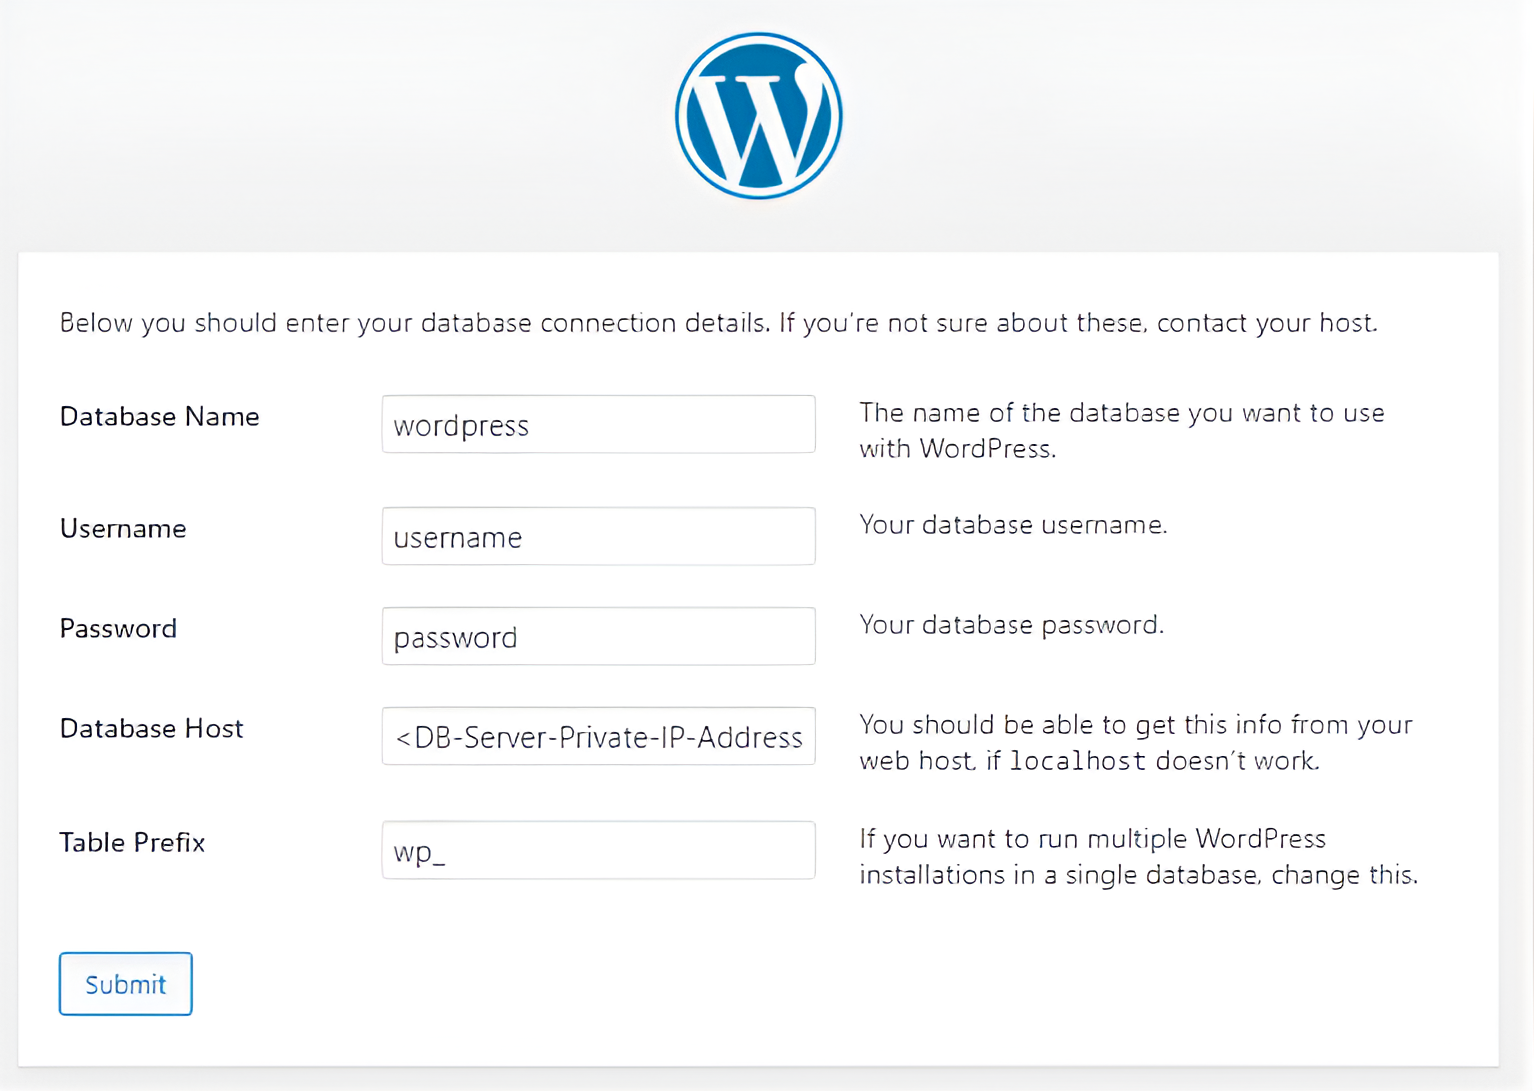 Below you should enter your database connection details. If you're not sure about these, contact your host.
Database Name
wordpress
The name of the database you want to use
with WordPress.
Username
username
Your database username.
Password
password
Your database password.
Database Host
<DB-Server-Private-IP-Address
You should be able to get this info from your
web host, if localhost doesn't work.
Table Prefix
wp_
If you want to run multiple WordPress
installations in a single database, change this.
Submit